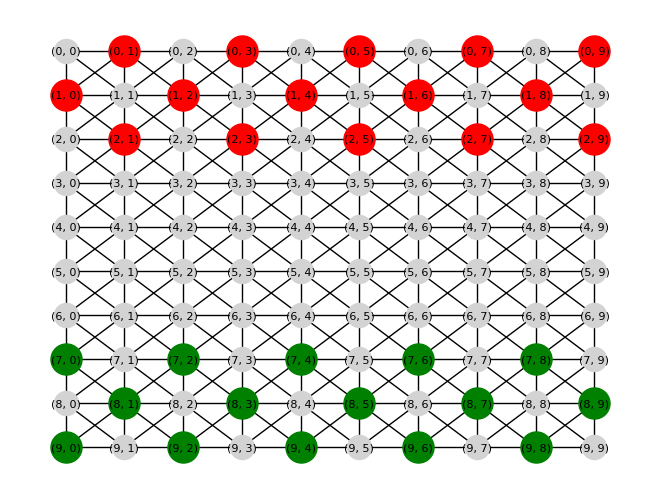 (0, 0) (0, 1) (0, 2) (0, 3) (0, 4) (0, 5) (0, 6) (0, 7) (0, 8) (0, 9)
(1, 0) (1, 1) (1, 2) (1, 3) (1, 4) (1, 5) (1, 6) (1, 7) (1, 8) (1, 9)
(2, 0) (2, 1) (2, 2) (2, 3) (2, 4) (2, 5) (2, 6) (2, 7) (2, 8) (2, 9)
(3, 0) (3, 1) (3, 2) (3, 3) (3, 4) (3, 5) (3, 6) (3, 7) (3, 8) (3, 9)
(4, 0) (4, 1) (4, 2) (4, 3) (4, 4) (4, 5) (4, 6) (4, 7) (4, 8) (4, 9)
(5, 0) (5, 1) (5, 2) (5, 3) (5, 4) (5, 5) (5, 6) (5, 7) (5, 8) (5, 9)
(6, 0) (6, 1) (6, 2) (6, 3) (6, 4) (6, 5) (6, 6) (6, 7) (6, 8) (6, 9)
(7, 0) (7, 1) (7, 2) (7, 3) (7, 4) (7, 5) (7, 6) (7, 7) (7, 8) (7, 9)
(8, 0) (8, 1) (8, 2) (8, 3) (8, 4) (8, 5) (8, 6) (8, 7) (8, 8) (8, 9)
(9, 0) (9, 1) (9, 2) (9, 3) (9, 4) (9, 5) (9, 6) (9, 7) (9, 8) (9, 9)